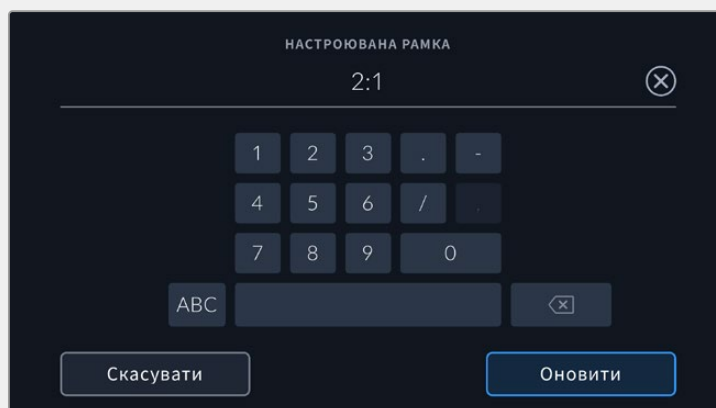 НАСТРОЮВАНА РАМКА
2:1
1 2 3 . -
4 5 6 / .
7 8 9 0
ABC
Скасувати Оновити